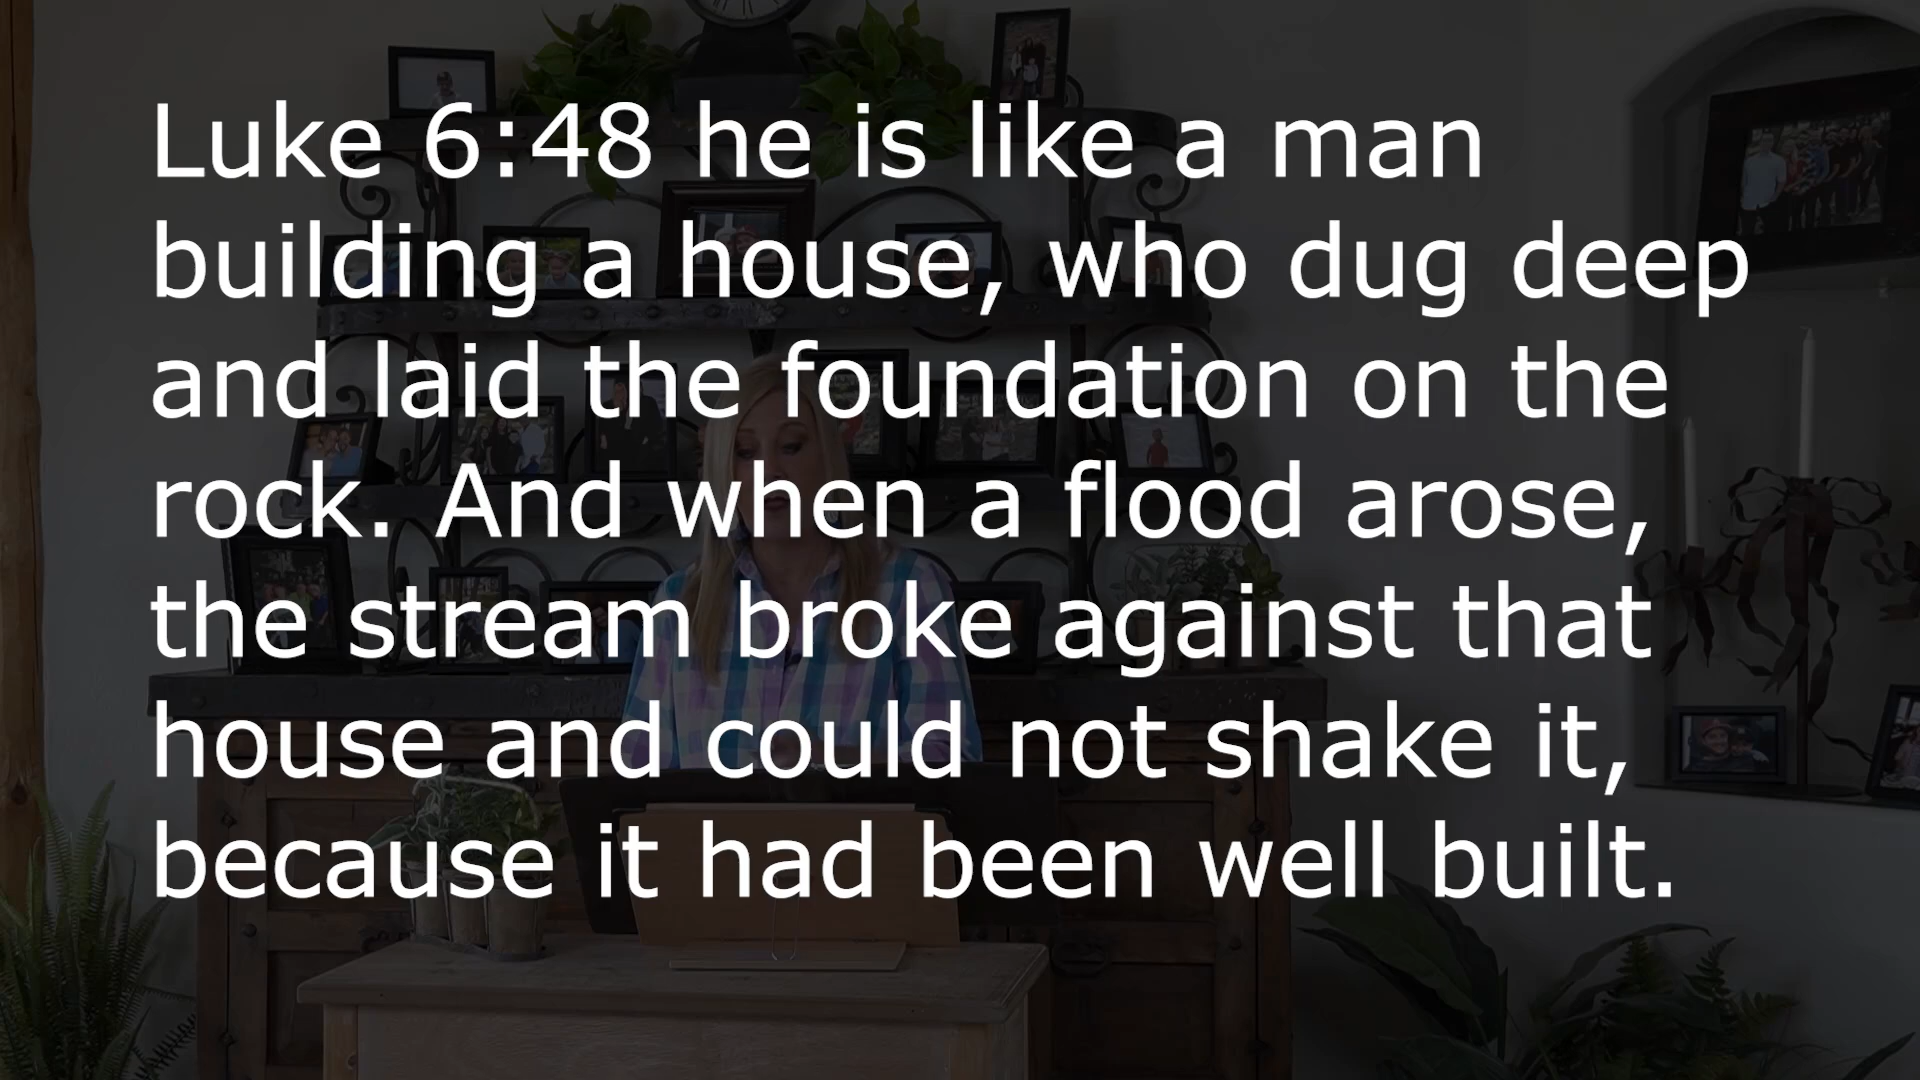 Luke 6:48 he is like a man
building a house, who dug deep
and laid the foundation on the
rock. And when a flood arose,
the stream broke against that
house and could not shake it,
because it had been well built.